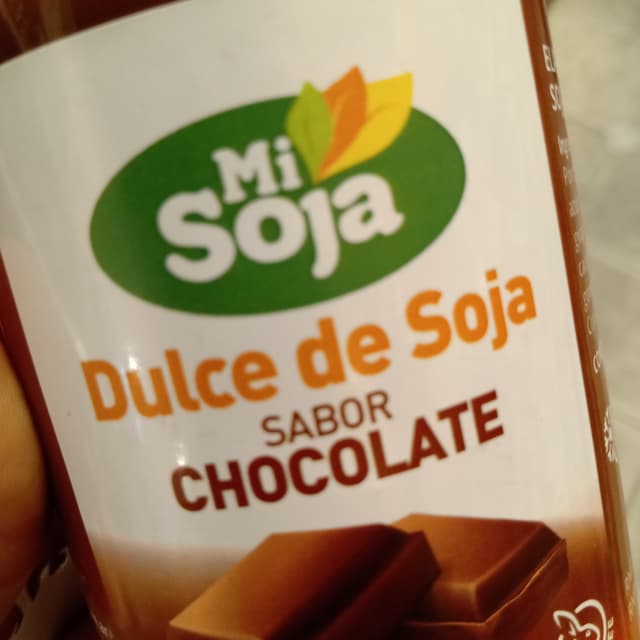 Mi
Soja
Dulce de Soja
SABOR
CHOCOLATE